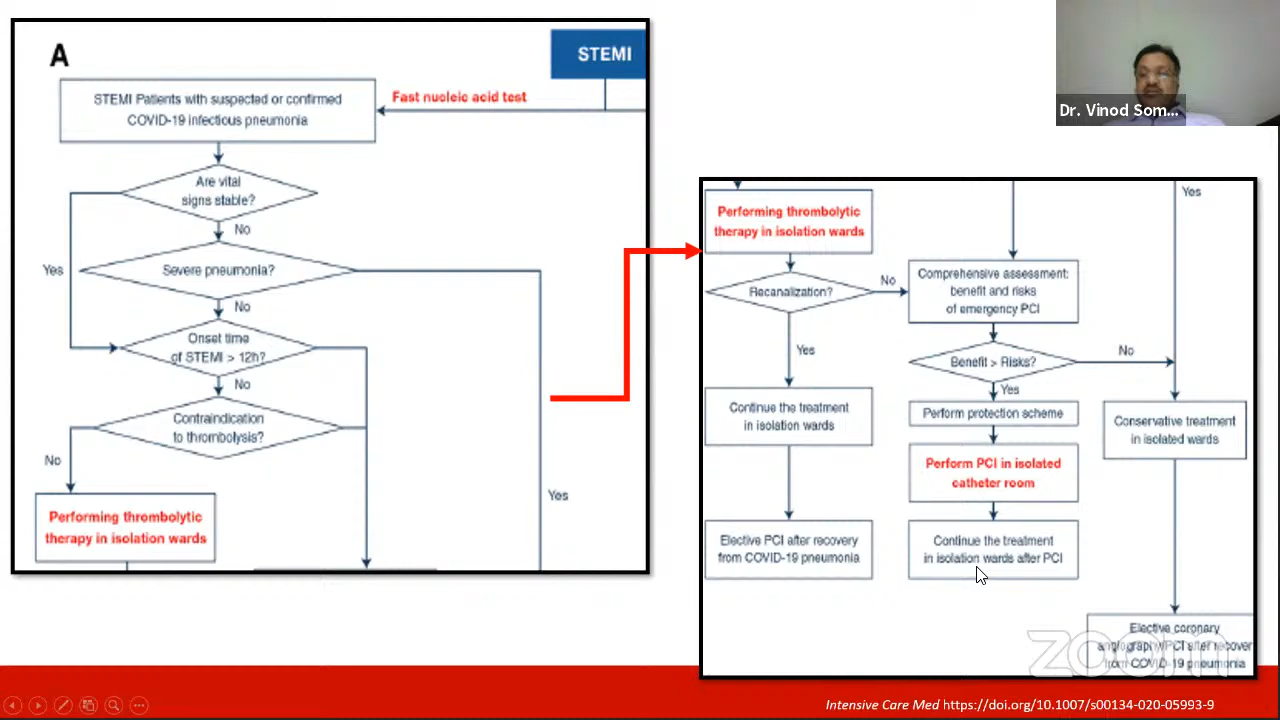 A
STEMI
Fast nucleic acid test
STEMI Patients with suspected or confirmed
COVID-19 infectious pneumonia
Are vital
signs stable?
No
Yes
Severe pneumonia?
No
Onset time
of STEMI > 12h?
No
Contraindication
to thrombolysis?
No
Yes
Performing thrombolytic
therapy in isolation wards
Dr. Vinod Som...
Yes
Performing thrombolytic
therapy in isolation wards
Recanalization?
No
Comprehensive assessment:
benefit and risks
of emergency PCI
Yes
Benefit > Risks?
No
Yes
Continue the treatment
in isolation wards
Perform protection scheme
Conservative treatment
in isolated wards
Perform PCI in isolated
catheter room
Elective PCI after recovery
from COVID-19 pneumonia
Continue the treatment
in isolation wards after PCI
Elective coronary
angiography/PCI after recover
from COVID-19 pneumonia
zoom
Intensive Care Med https://doi.org/10.1007/s00134-020-05993-9